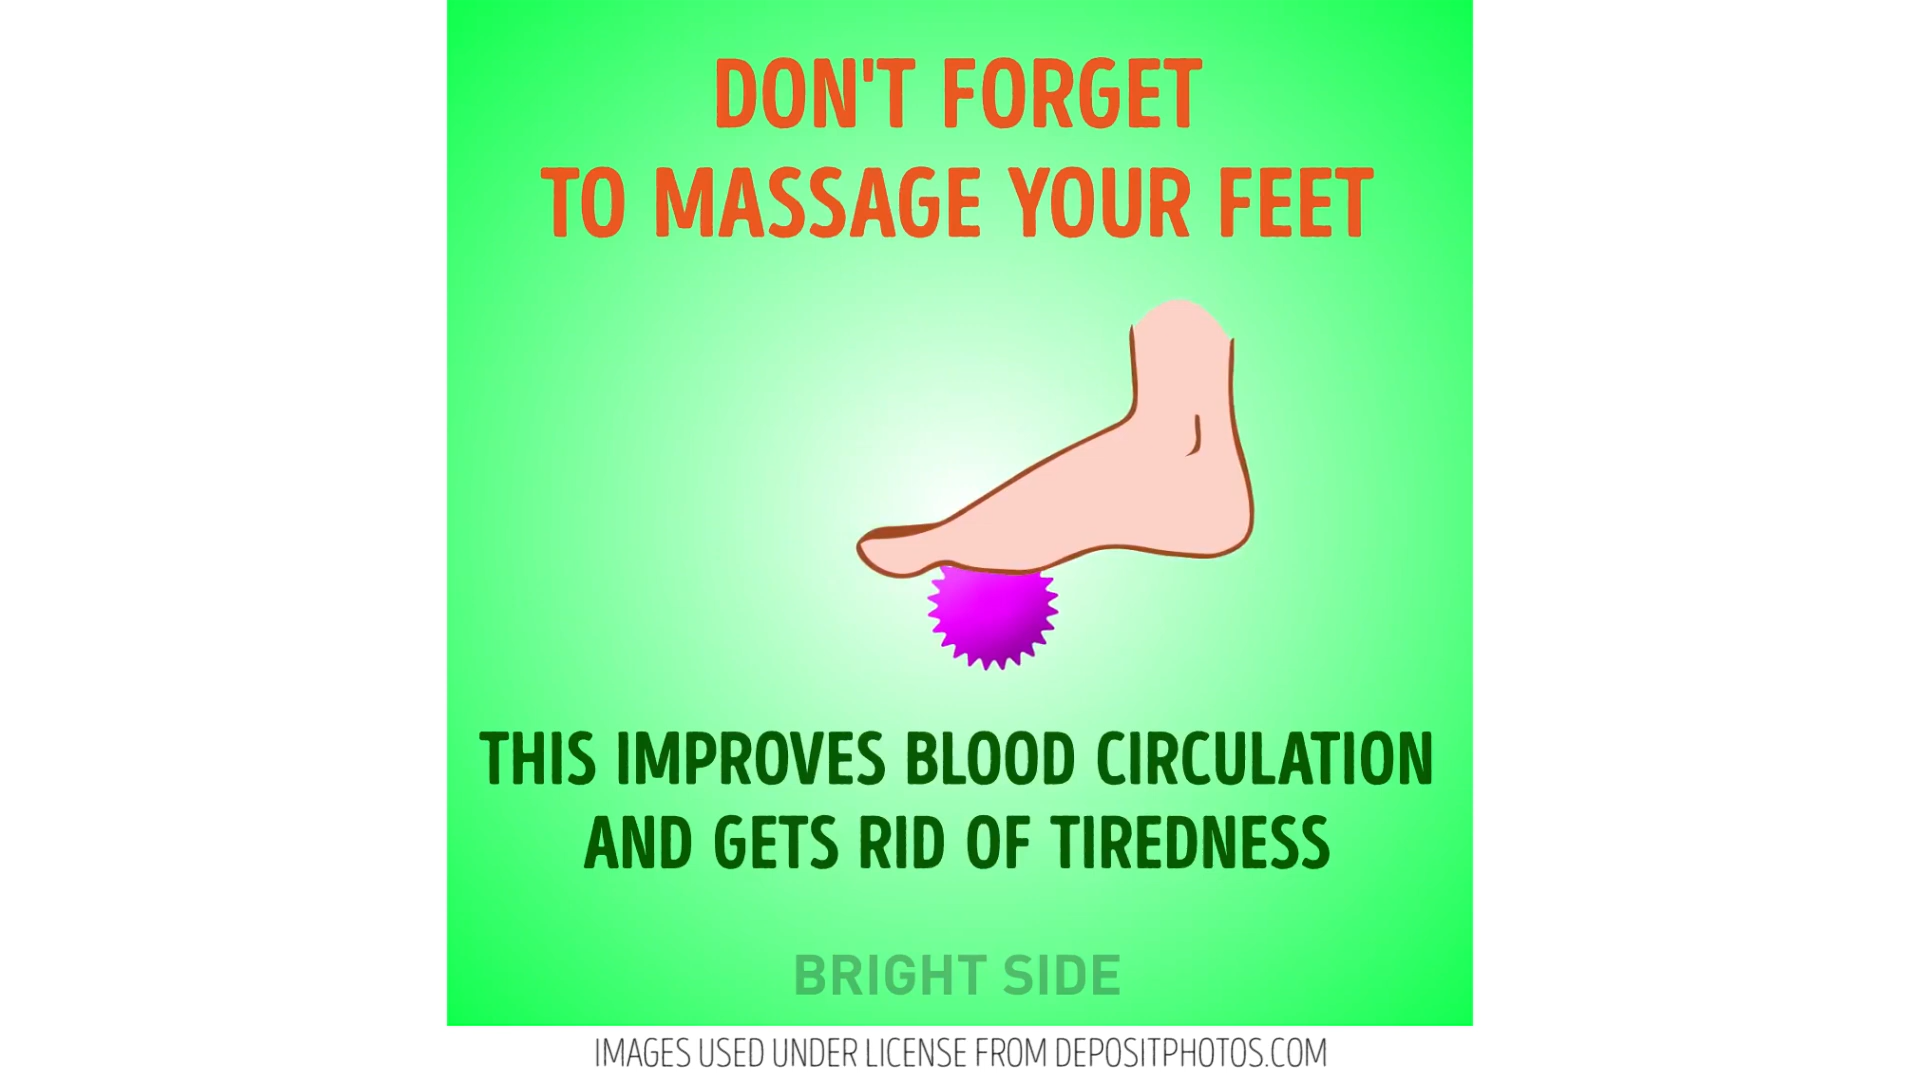 DON'T FORGET
TO MASSAGE YOUR FEET
THIS IMPROVES BLOOD CIRCULATION
AND GETS RID OF TIREDNESS
BRIGHT SIDE
IMAGES USED UNDER LICENSE FROM DEPOSITPHOTOS.COM